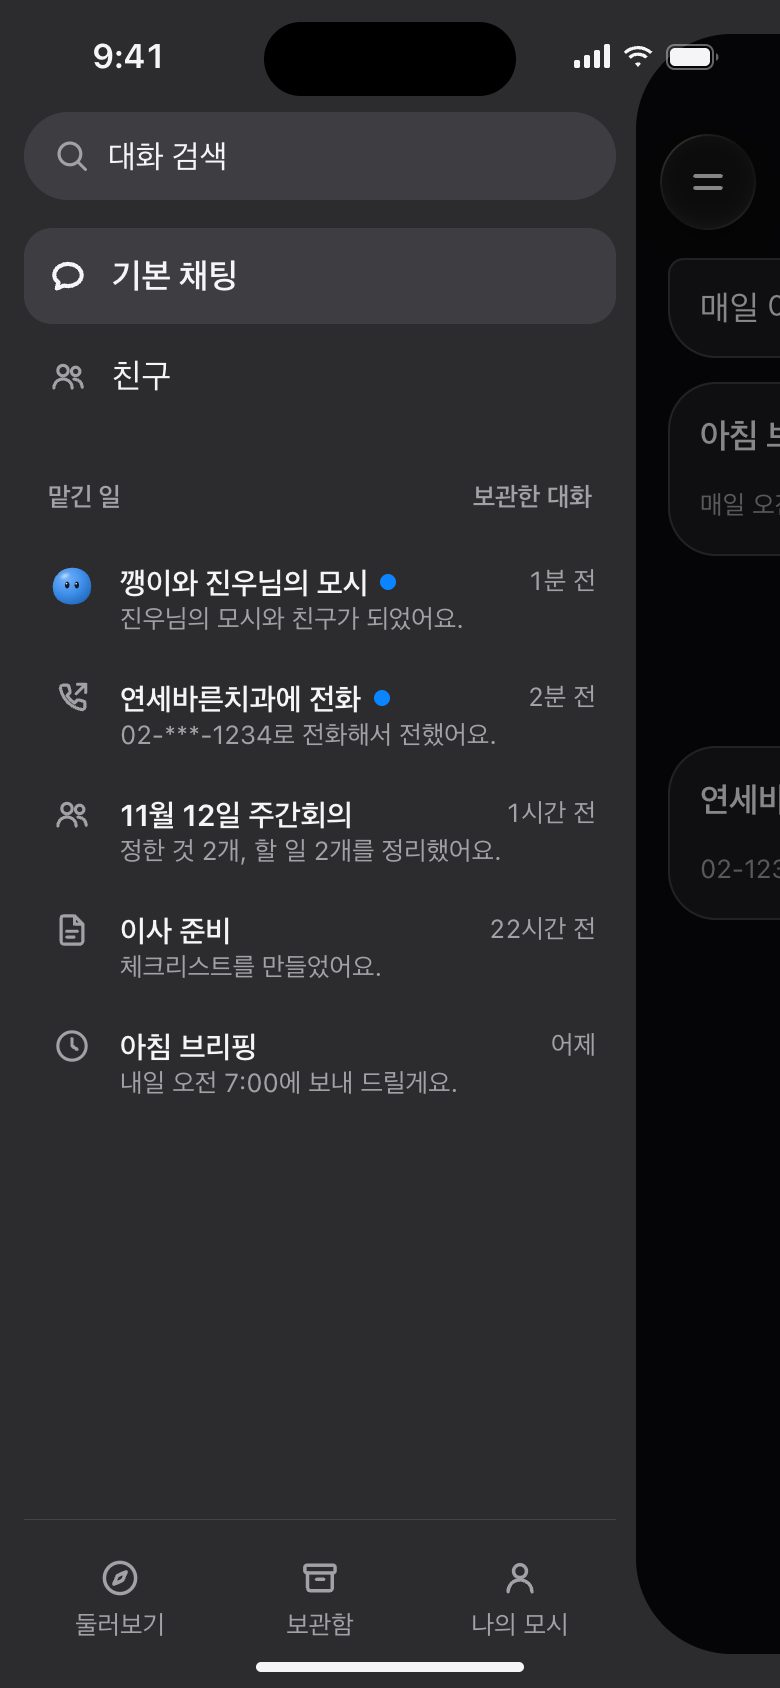 9:41
대화 검색
기본 채팅
친구
맡긴 일
보관한 대화
깽이와 진우님의 모시
1분 전
진우님의 모시와 친구가 되었어요.
연세바른치과에 전화
2분 전
02-***-1234로 전화해서 전했어요.
11월 12일 주간회의
1시간 전
정한 것 2개, 할 일 2개를 정리했어요.
이사 준비
22시간 전
체크리스트를 만들었어요.
아침 브리핑
어제
내일 오전 7:00에 보내 드릴게요.
둘러보기
보관함
나의 모시
매일
아침
매일
연세바
02-123